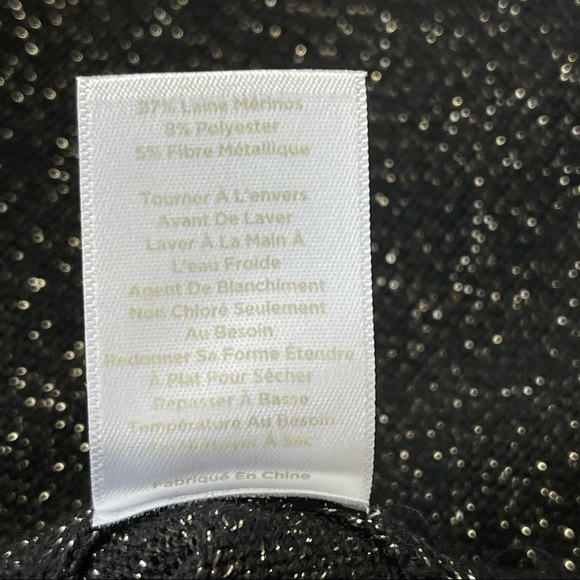 87% Laine Mérinos
8% Polyester
5% Fibre Métallique
Tourner À L'envers
Avant De Laver
Laver À La Main À
L'eau Froide
Agent De Blanchiment
Non Chloré Seulement
Au Besoin
Redonner Sa Forme Étendre
À Plat Pour Sécher
Repasser À Basse
Température Au Besoin
À Sec
Fabriqué En Chine